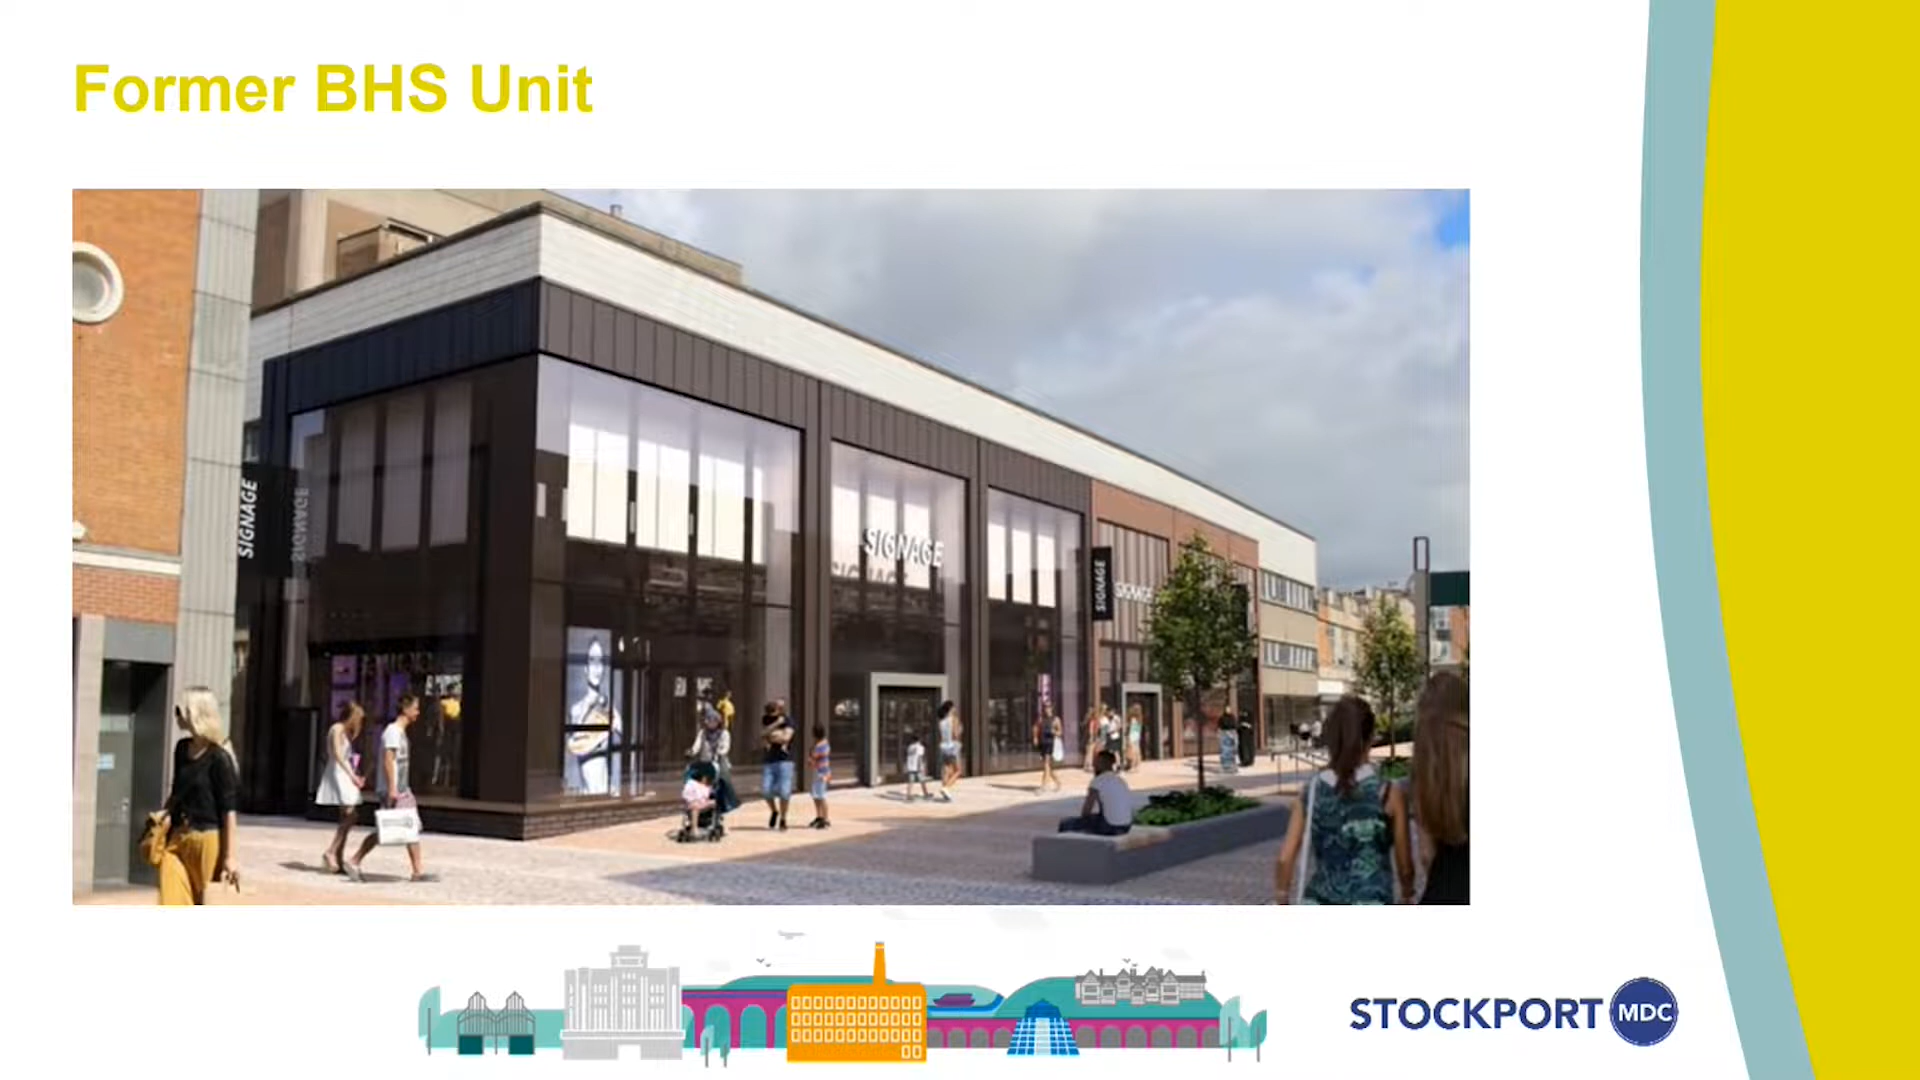 Former BHS Unit
SIGNAGE
SIGNAGE
SIGNAGE
SIGNAGE
SIGNAGE
STOCKPORT MDC